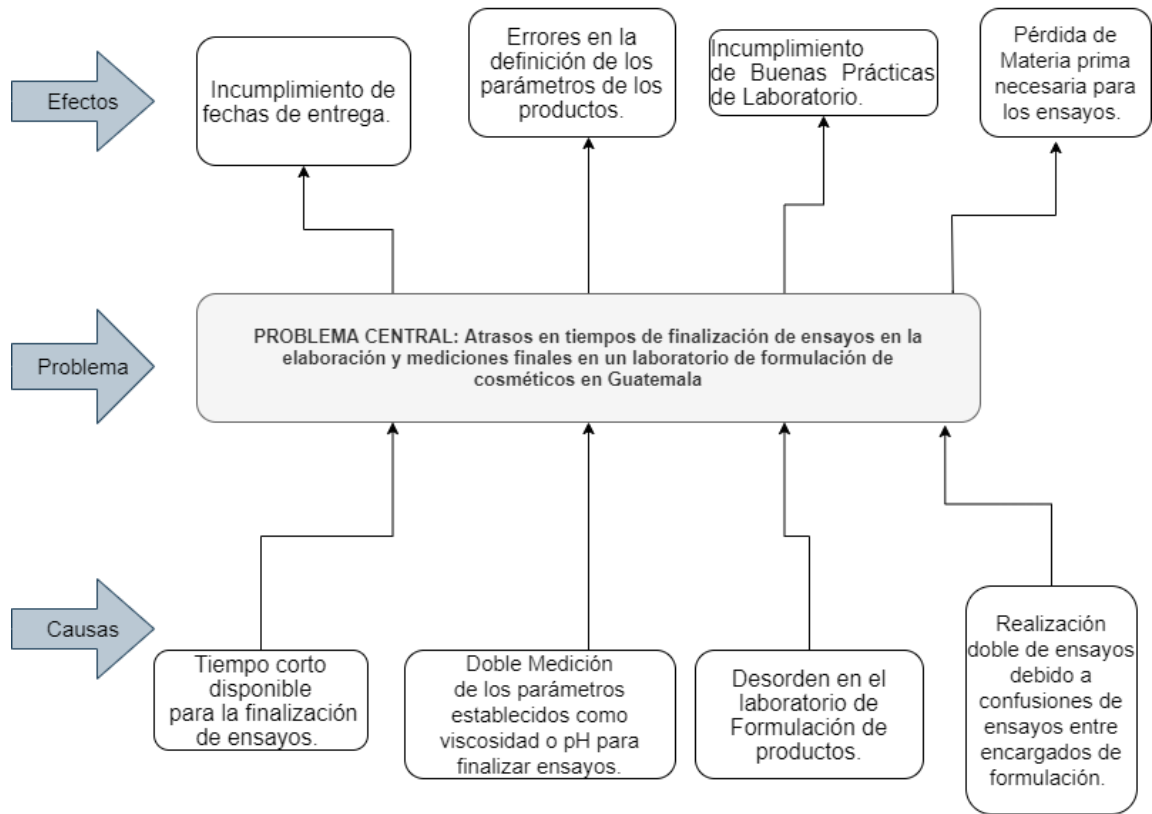 Efectos
Incumplimiento de
fechas de entrega.
Errores en la
definición de los
parámetros de los
productos.
Incumplimiento
de Buenas Prácticas
de Laboratorio.
Pérdida de
Materia prima
necesaria para
los ensayos.
Problema
PROBLEMA CENTRAL: Atrasos en tiempos de finalización de ensayos en la
elaboración y mediciones finales en un laboratorio de formulación de
cosméticos en Guatemala
Causas
Tiempo corto
disponible
para la finalización
de ensayos.
Doble Medición
de los parámetros
establecidos como
viscosidad o pH para
finalizar ensayos.
Desorden en el
laboratorio de
Formulación de
productos.
Realización
doble de ensayos
debido a
confusiones de
ensayos entre
encargados de
formulación.